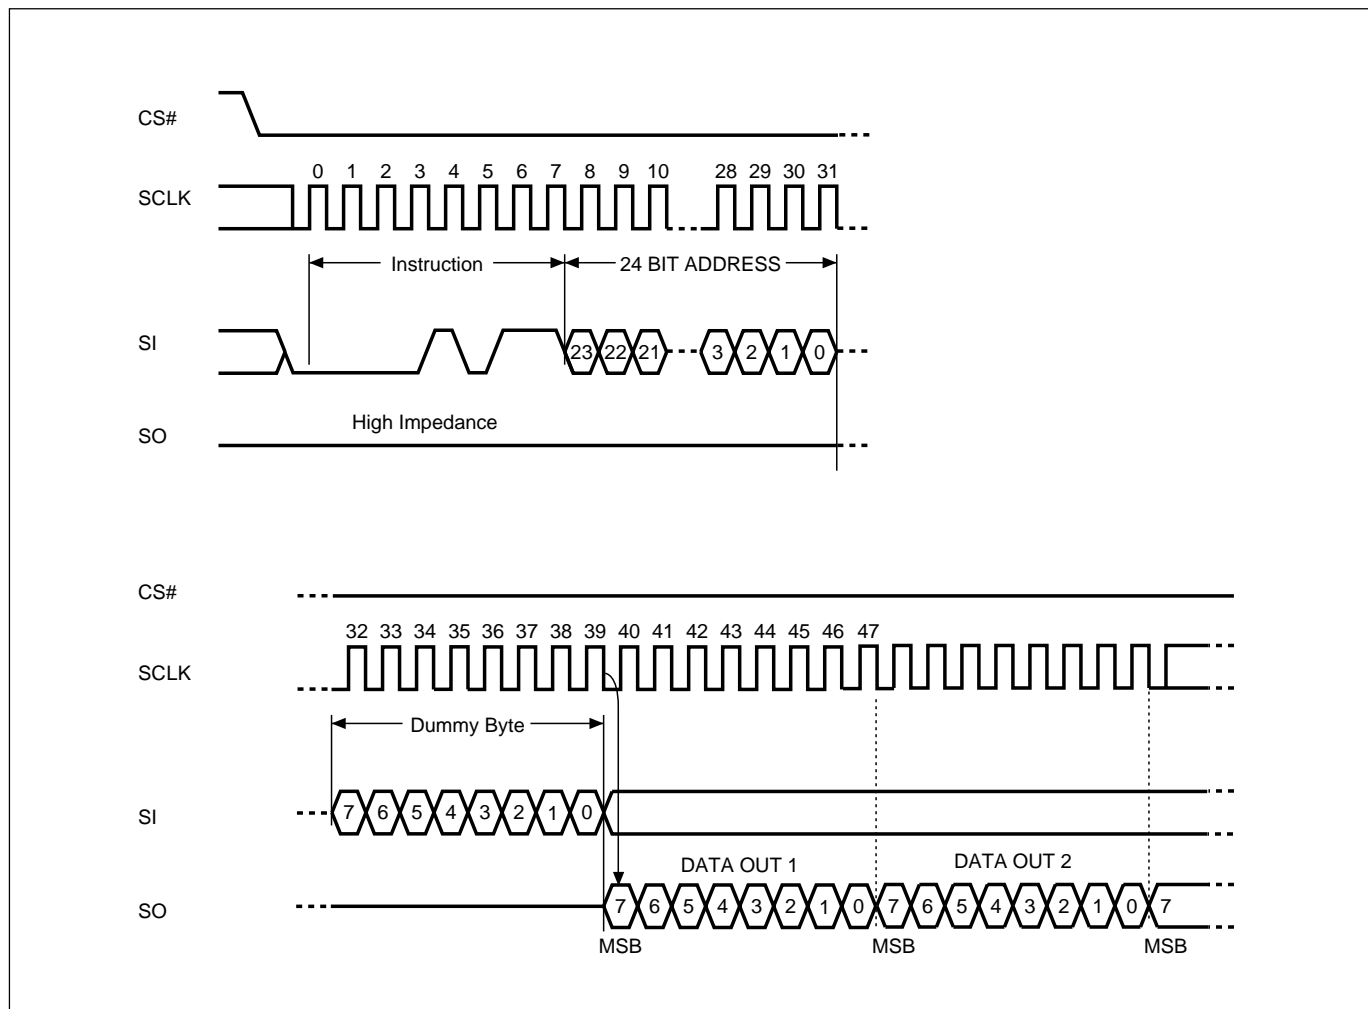 CS#
SCLK
0 1 2 3 4 5 6 7 8 9 10 28 29 30 31
Instruction 24 BIT ADDRESS
SI
23 22 21 3 2 1 0
High Impedance
SO
CS#
32 33 34 35 36 37 38 39 40 41 42 43 44 45 46 47
SCLK
Dummy Byte
SI
7 6 5 4 3 2 1 0
DATA OUT 1 DATA OUT 2
SO
7 6 5 4 3 2 1 0 7 6 5 4 3 2 1 0 7
MSB MSB MSB